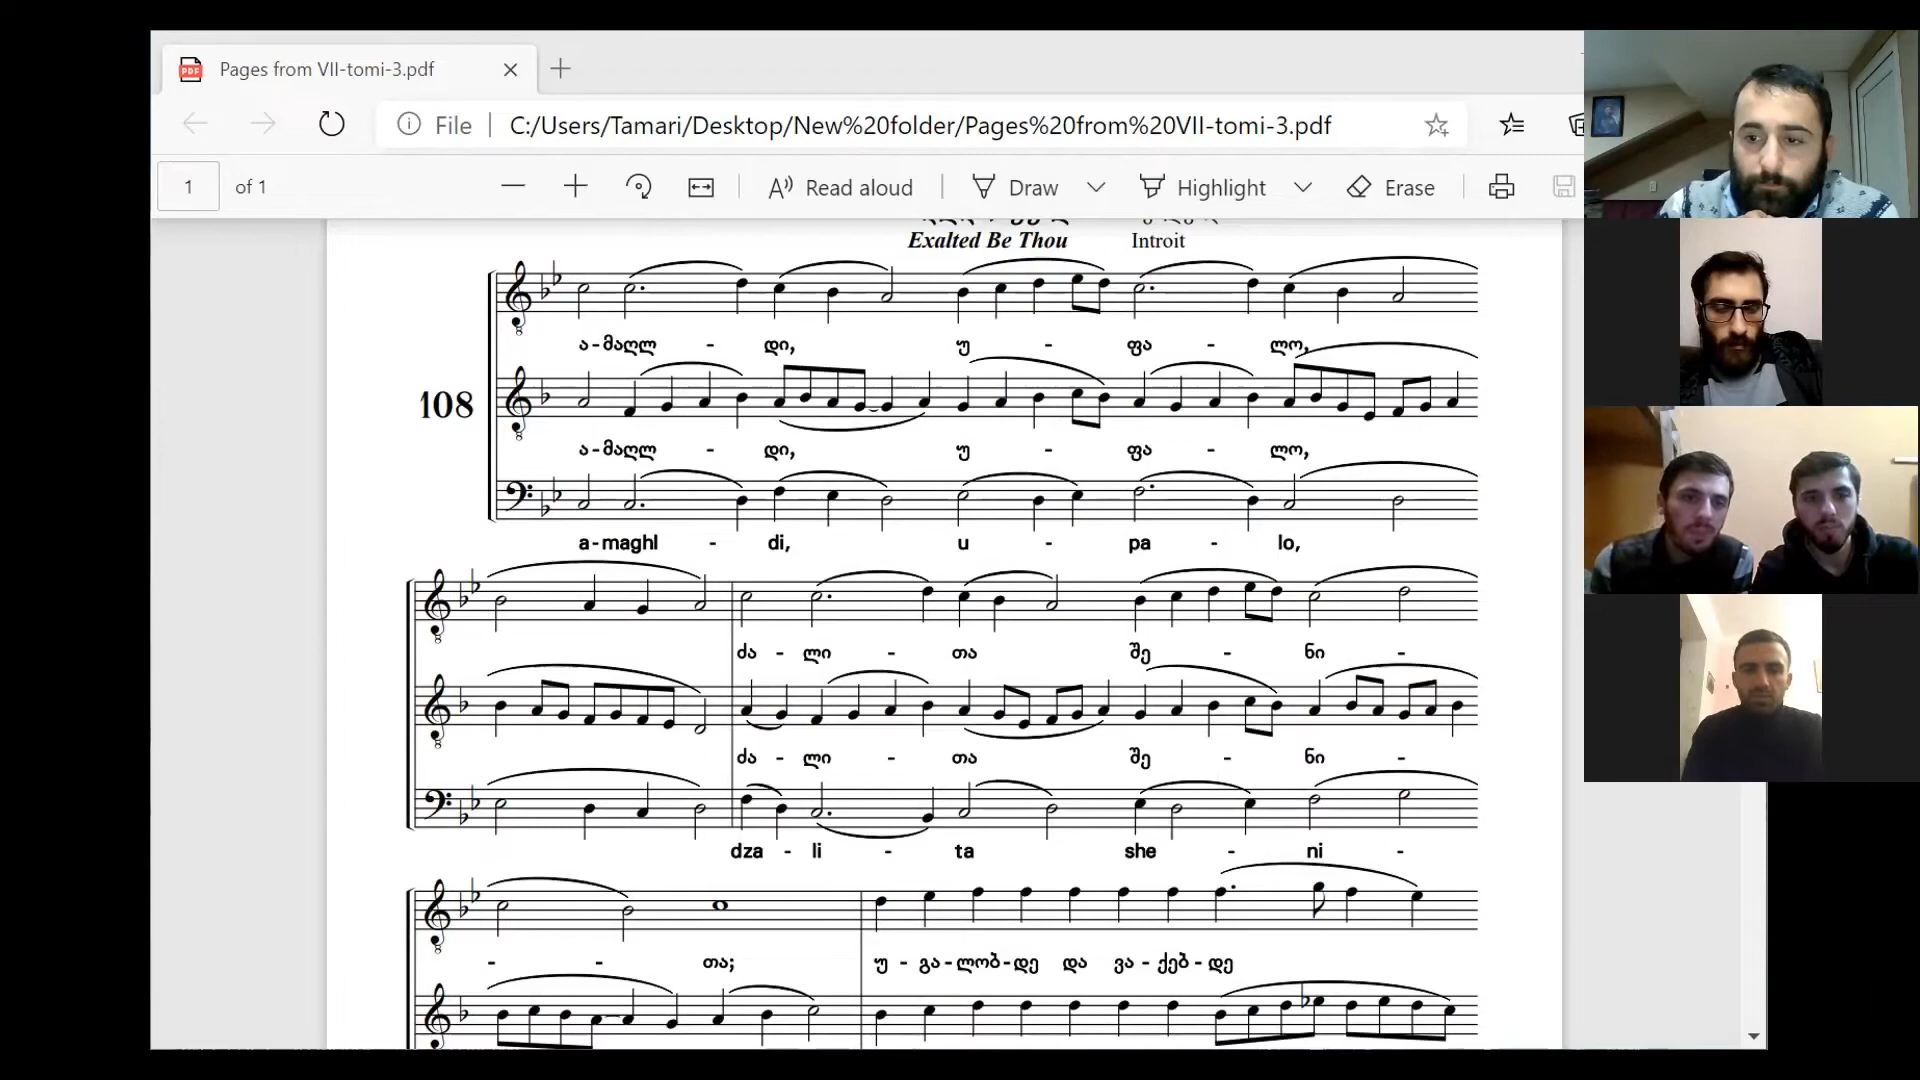 Pages from VII-tomi-3.pdf
File C:/Users/Tamari/Desktop/New%20folder/Pages%20from%20VII-tomi-3.pdf
1 of 1 Read aloud Draw Highlight Erase
Exalted Be Thou Introit
ა-მაღლ - დი, უ - ფა - ლო,
108
ა-მაღლ - დი, უ - ფა - ლო,
a-maghl - di, u - pa - lo,
ძა - ლი - თა შე - ნი -
ძა - ლი - თა შე - ნი -
dza - li - ta she - ni -
- - თა; უ - გა - ლობ - დე და ვა - ქებ - დე